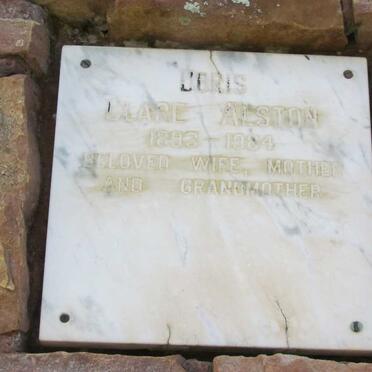 DORIS
CLARE ALSTON
1893 - 1984
BELOVED WIFE, MOTHER
AND GRANDMOTHER